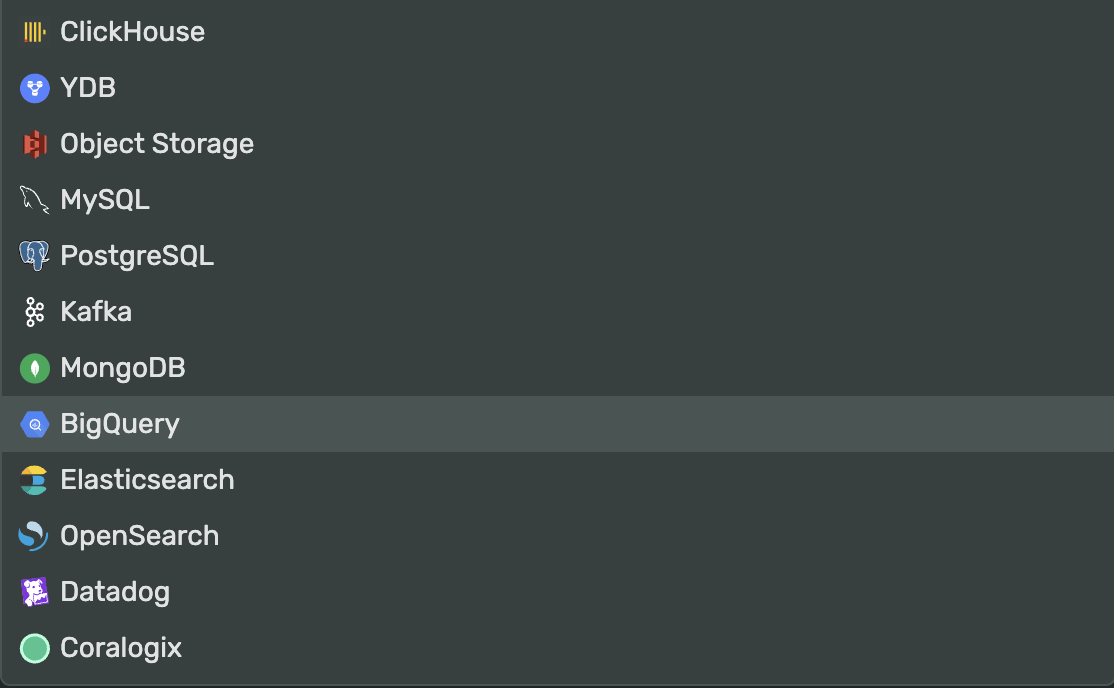 ClickHouse
YDB
Object Storage
MySQL
PostgreSQL
Kafka
MongoDB
BigQuery
Elasticsearch
OpenSearch
Datadog
Coralogix